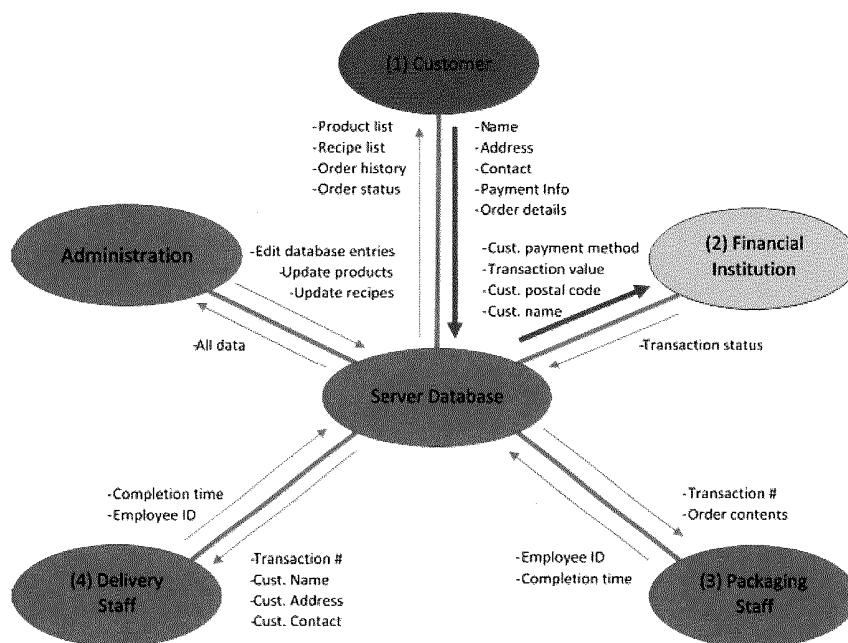 (1) Customer
-Product list
-Recipe list
-Order history
-Order status
-Name
-Address
-Contact
-Payment Info
-Order details
Administration
-Edit database entries
-Update products
-Update recipes
-All data
-Cust. payment method
-Transaction value
-Cust. postal code
-Cust. name
(2) Financial
Institution
-Transaction status
Server Database
-Completion time
-Employee ID
(4) Delivery
Staff
-Transaction #
-Cust. Name
-Cust. Address
-Cust. Contact
-Transaction #
-Order contents
-Employee ID
-Completion time
(3) Packaging
Staff